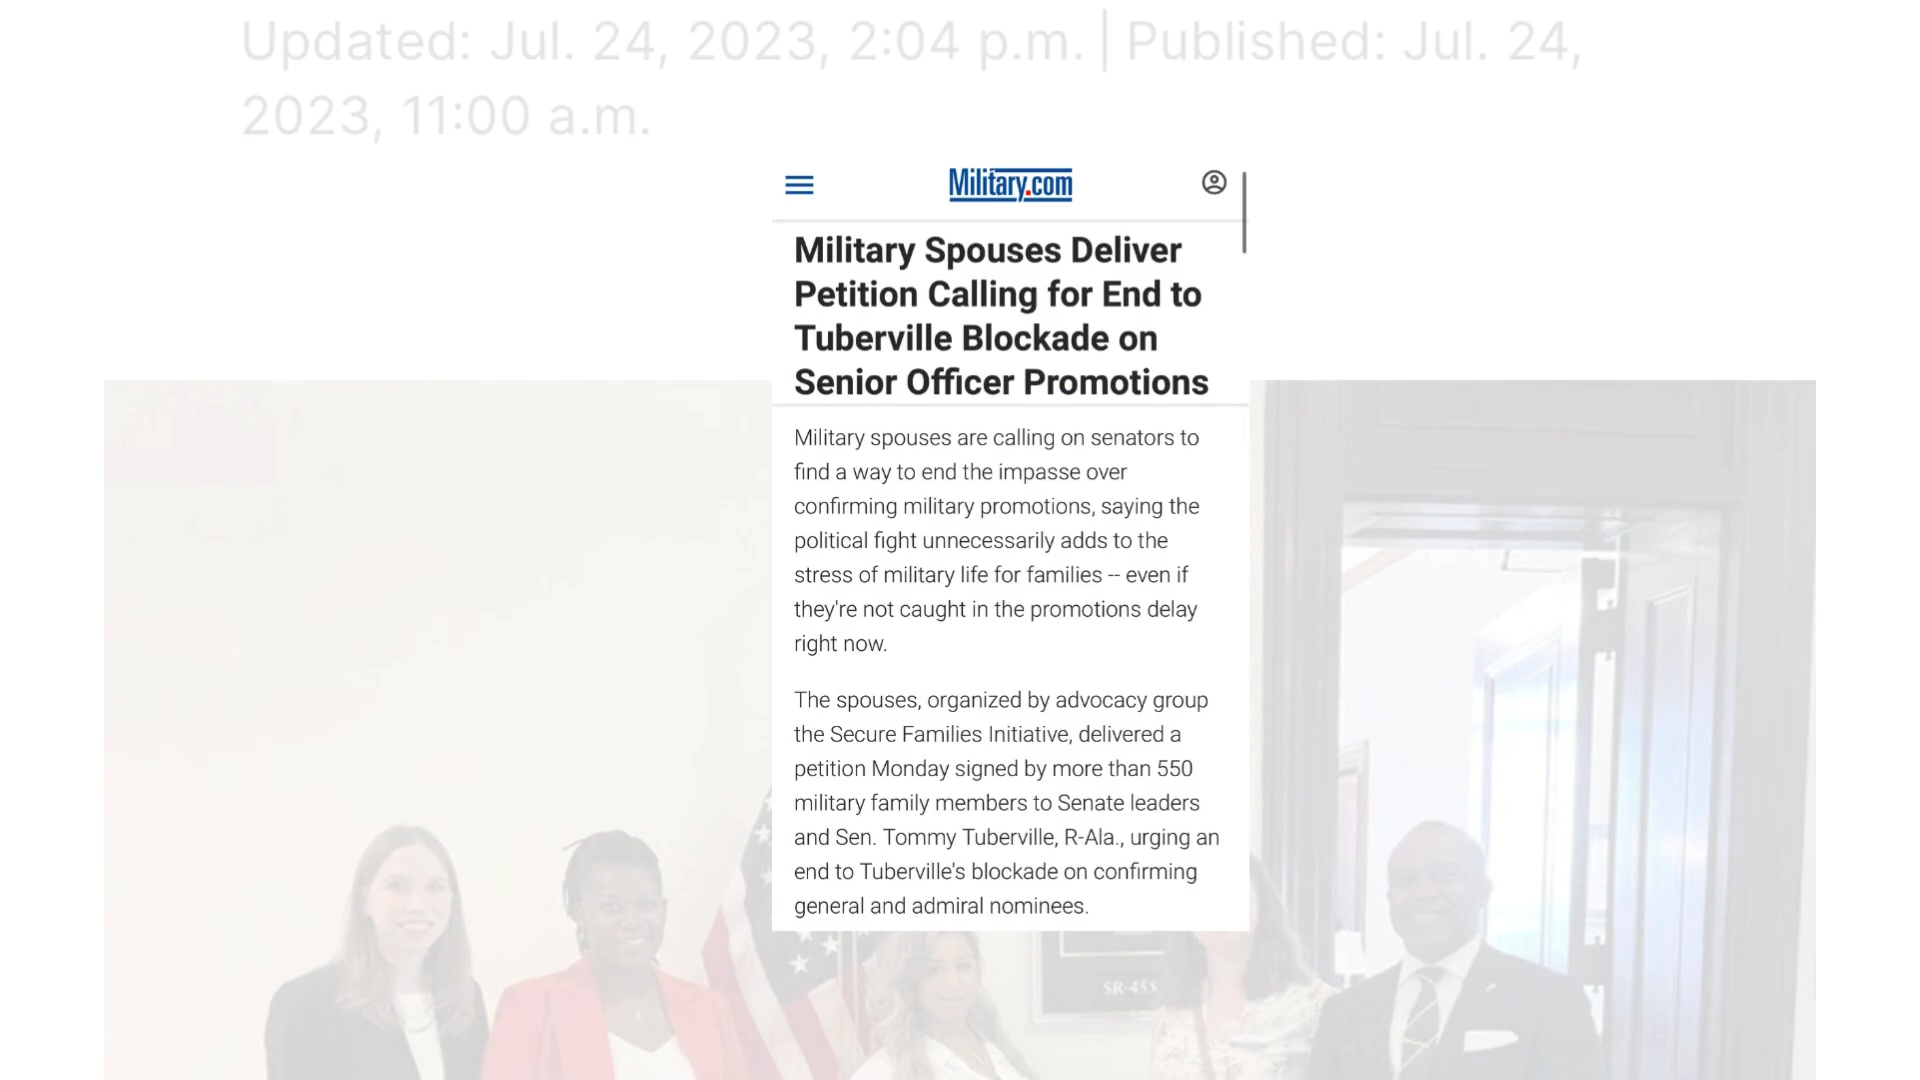 Updated: Jul. 24, 2023, 2:04 p.m. | Published: Jul. 24,
2023, 11:00 a.m.
Military.com
Military Spouses Deliver
Petition Calling for End to
Tuberville Blockade on
Senior Officer Promotions
Military spouses are calling on senators to
find a way to end the impasse over
confirming military promotions, saying the
political fight unnecessarily adds to the
stress of military life for families -- even if
they're not caught in the promotions delay
right now.
The spouses, organized by advocacy group
the Secure Families Initiative, delivered a
petition Monday signed by more than 550
military family members to Senate leaders
and Sen. Tommy Tuberville, R-Ala., urging an
end to Tuberville's blockade on confirming
general and admiral nominees.
SR-455